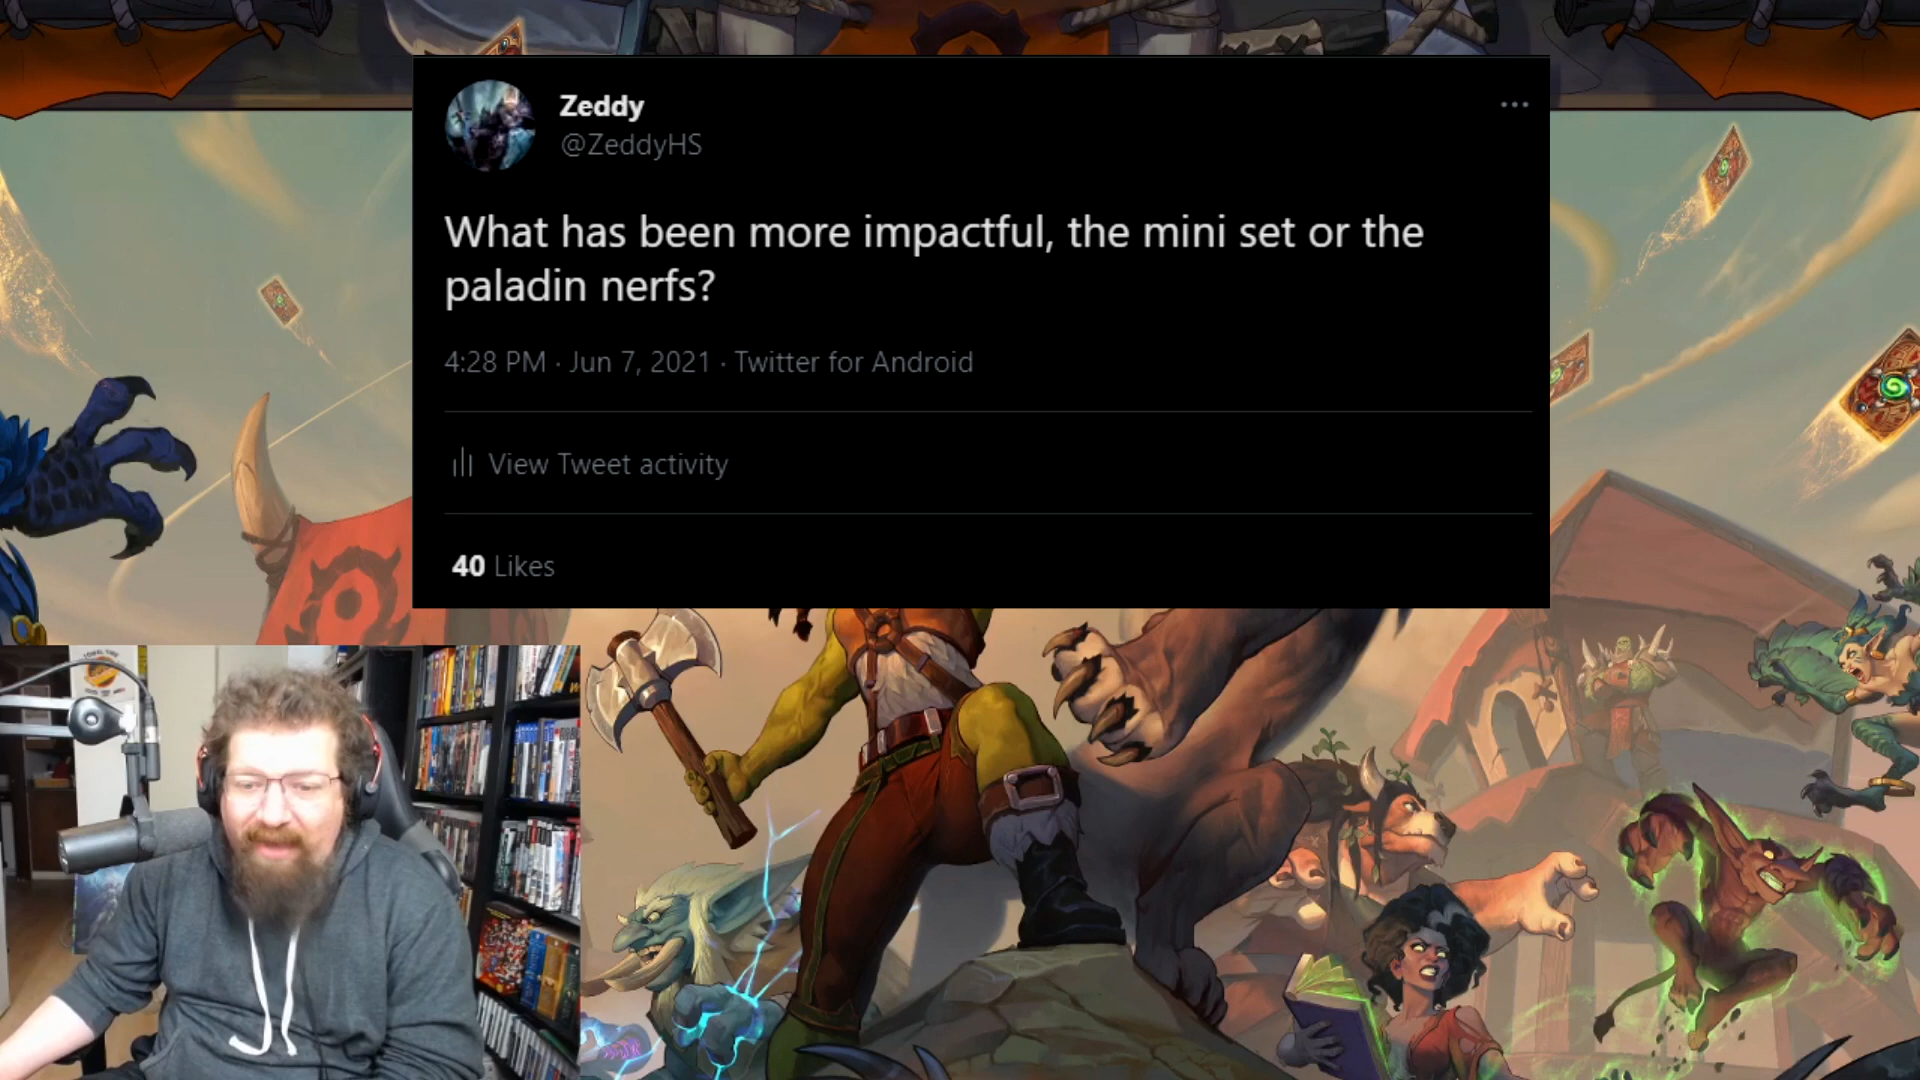 Zeddy
@ZeddyHS
What has been more impactful, the mini set or the
paladin nerfs?
4:28 PM · Jun 7, 2021 · Twitter for Android
View Tweet activity
40 Likes